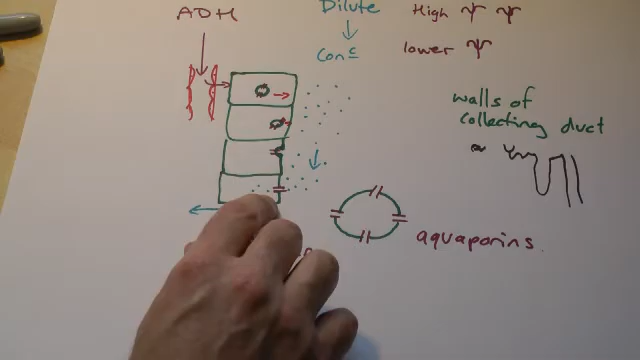 ADH
Dilute
High Ψ Ψ
Conc
lower Ψ
walls of
collecting duct
aquaporins.